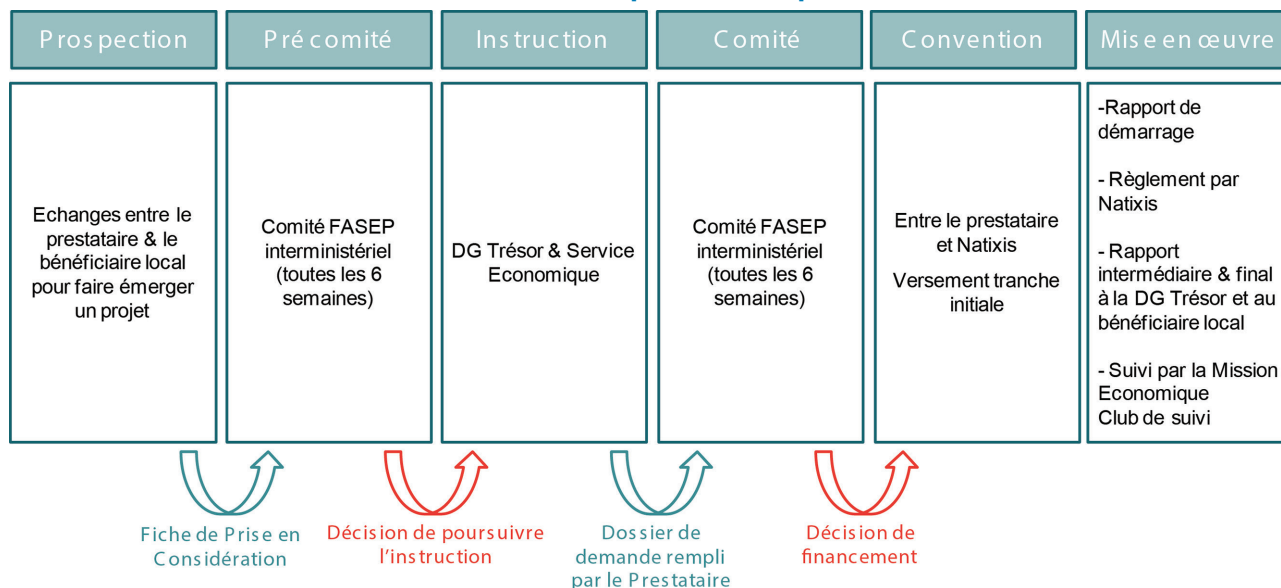 Prospection
Précomité
Instruction
Comité
Convention
Mise en œuvre
Echanges entre le
prestataire & le
bénéficiaire local
pour faire émerger
un projet
Comité FASEP
interministériel
(toutes les 6
semaines)
DG Trésor & Service
Economique
Comité FASEP
interministériel
(toutes les 6
semaines)
Entre le prestataire
et Natixis
Versement tranche
initiale
-Rapport de
démarrage
- Règlement par
Natixis
- Rapport
intermédiaire & final
à la DG Trésor et au
bénéficiaire local
- Suivi par la Mission
Economique
Club de suivi
Fiche de Prise en
Considération
Décision de poursuivre
l’instruction
Dossier de
demande rempli
par le Prestataire
Décision de
financement